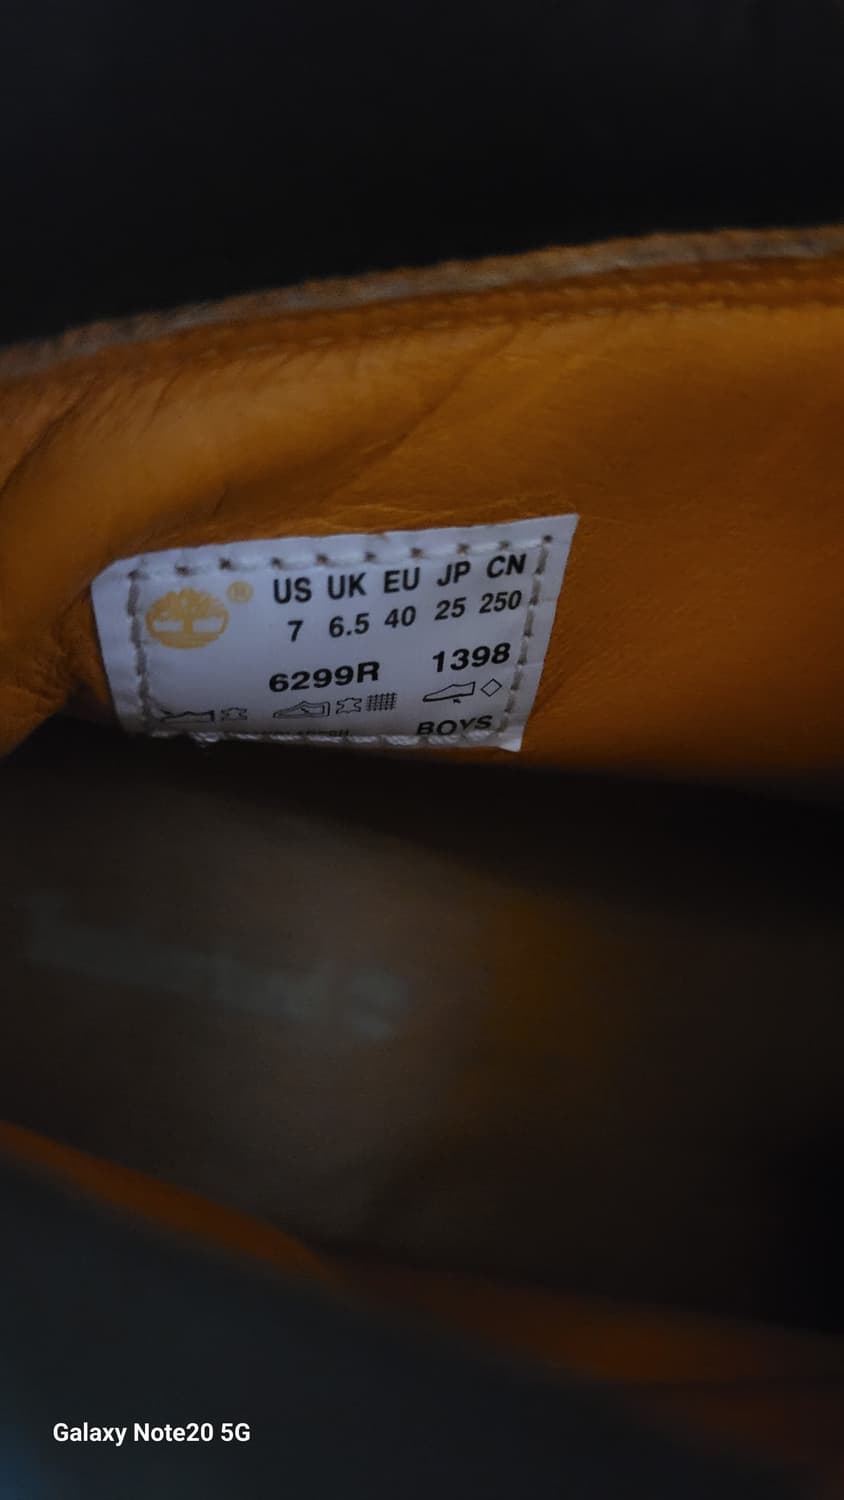 ®
US UK EU JP CN
7 6.5 40 25 250
6299R 1398
BOYS
Galaxy Note20 5G